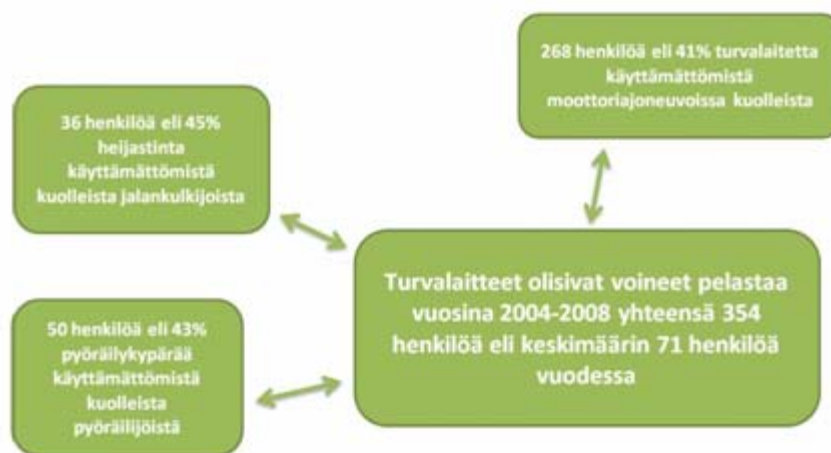 268 henkilöä eli 41% turvalaitetta
käyttämättömistä
moottoriajoneuvoissa kuolleista
36 henkilöä eli 45%
heijastinta
käyttämättömistä
kuolleista jalankulkijoista
Turvalaitteet olisivat voineet pelastaa
vuosina 2004-2008 yhteensä 354
henkilöä eli keskimäärin 71 henkilöä
vuodessa
50 henkilöä eli 43%
pyöräilykypärää
käyttämättömistä
kuolleista
pyöräilijöistä